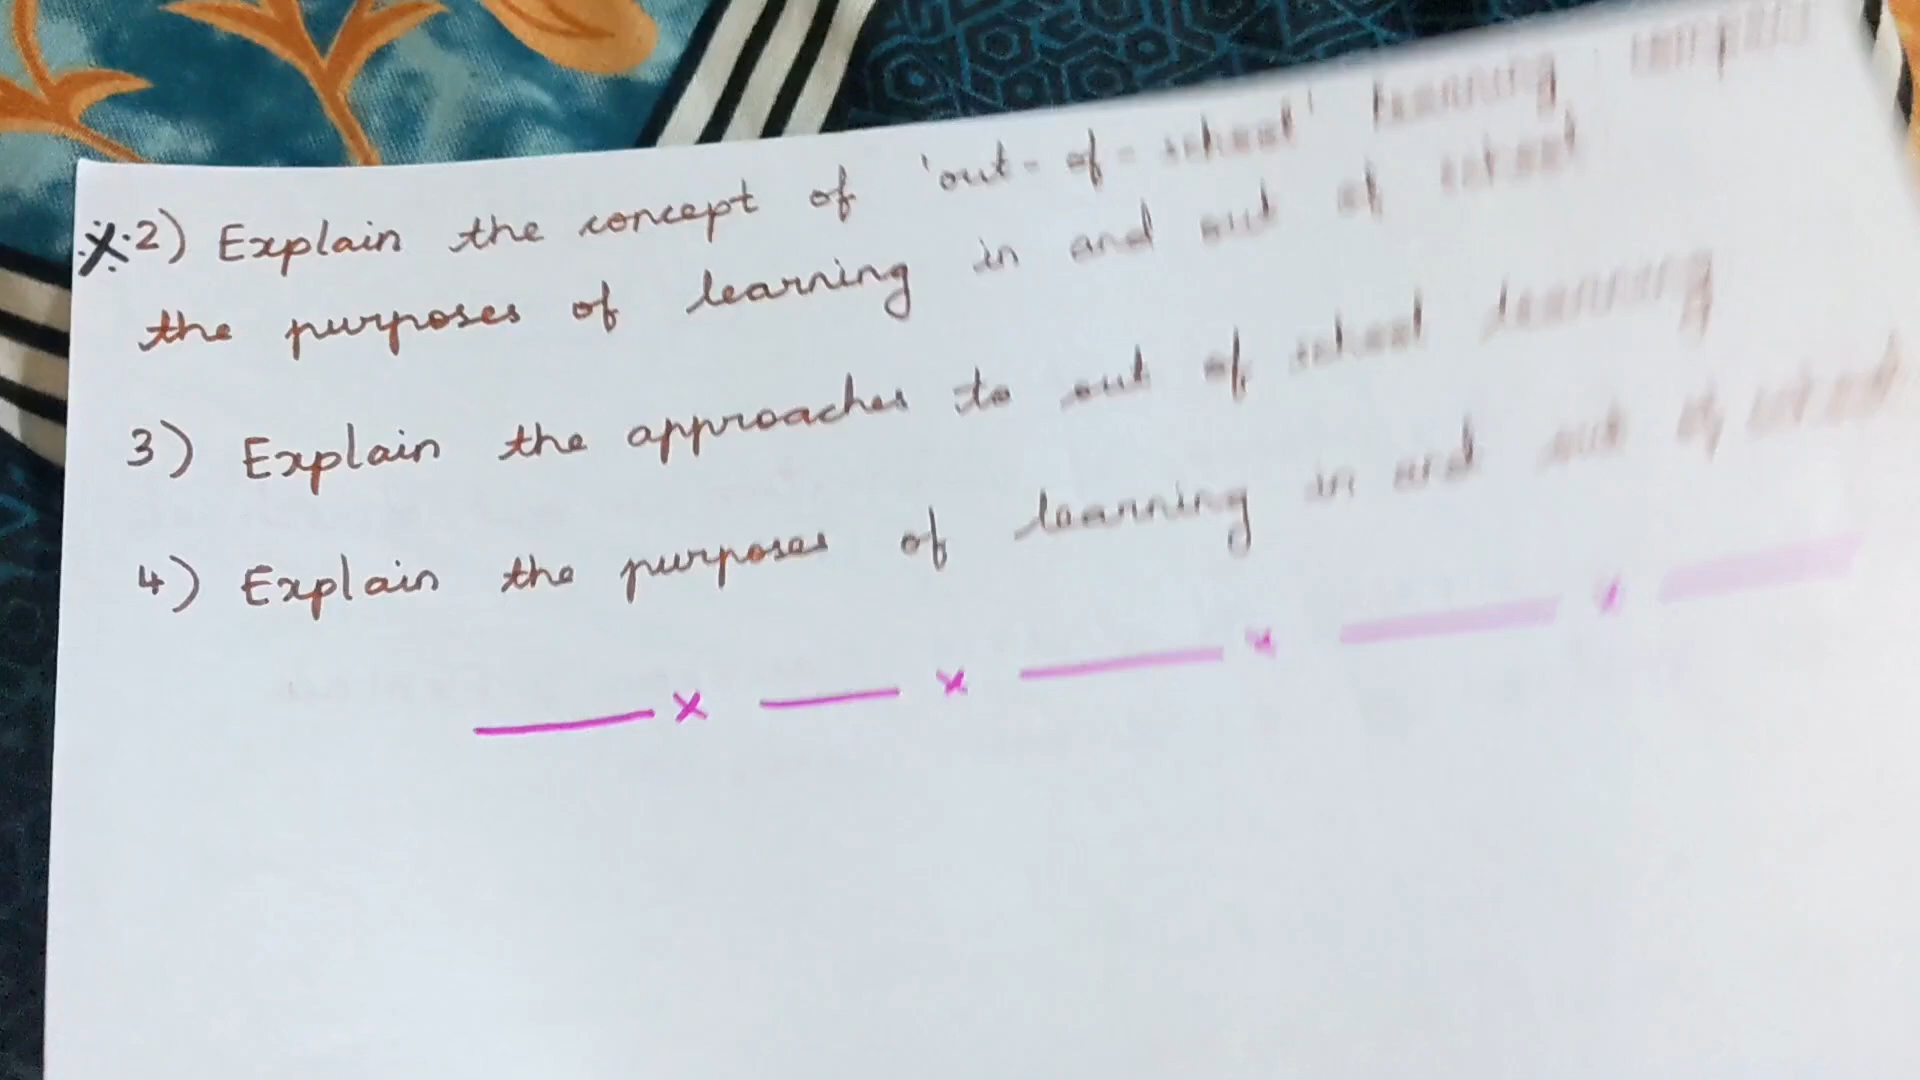 2) Explain the concept of 'out-of-school' learning
the purposes of learning in and out of school
3) Explain the approaches to out of school learning
4) Explain the purposes of learning in and out of school
x x x x